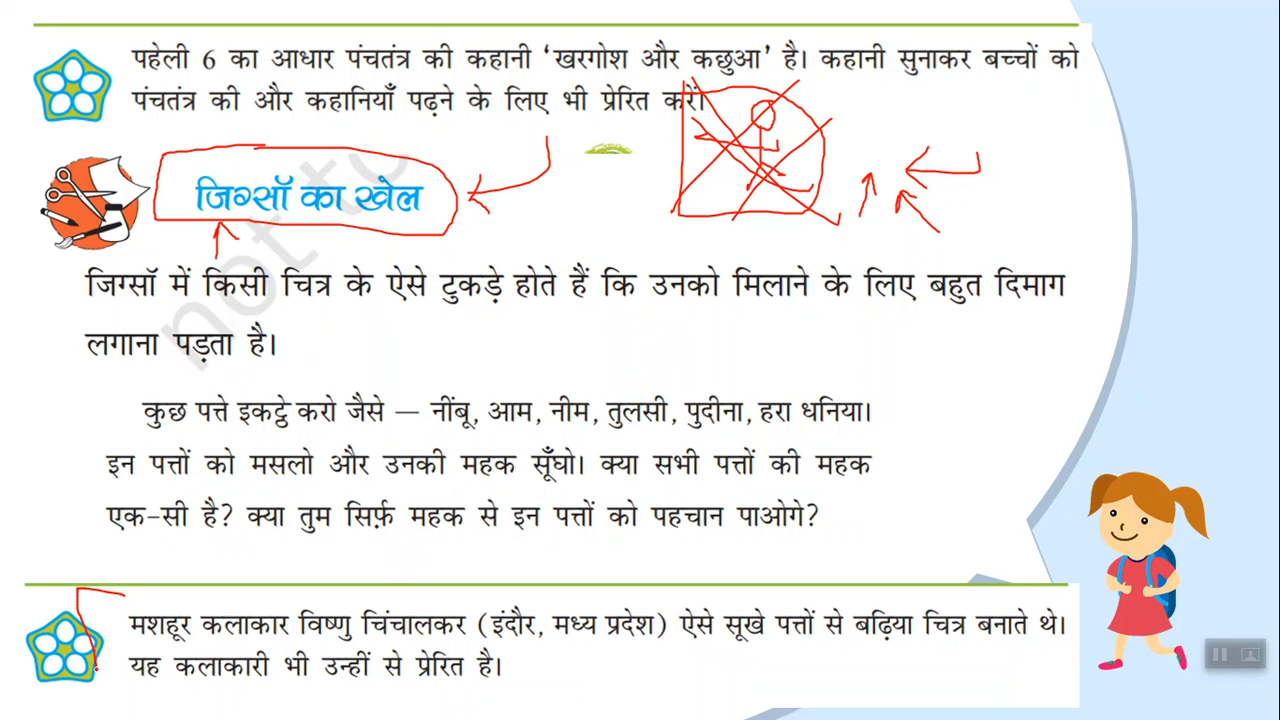 पहेली 6 का आधार पंचतंत्र की कहानी ‘खरगोश और कछुआ’ है। कहानी सुनाकर बच्चों को
पंचतंत्र की और कहानियाँ पढ़ने के लिए भी प्रेरित करें।
जिग्सॉ का खेल
जिग्सॉ में किसी चित्र के ऐसे टुकड़े होते हैं कि उनको मिलाने के लिए बहुत दिमाग
लगाना पड़ता है।
कुछ पत्ते इकट्ठे करो जैसे — नींबू, आम, नीम, तुलसी, पुदीना, हरा धनिया।
इन पत्तों को मसलो और उनकी महक सूँघो। क्या सभी पत्तों की महक
एक-सी है? क्या तुम सिर्फ़ महक से इन पत्तों को पहचान पाओगे?
मशहूर कलाकार विष्णु चिंचालकर (इंदौर, मध्य प्रदेश) ऐसे सूखे पत्तों से बढ़िया चित्र बनाते थे।
यह कलाकारी भी उन्हीं से प्रेरित है।
not to